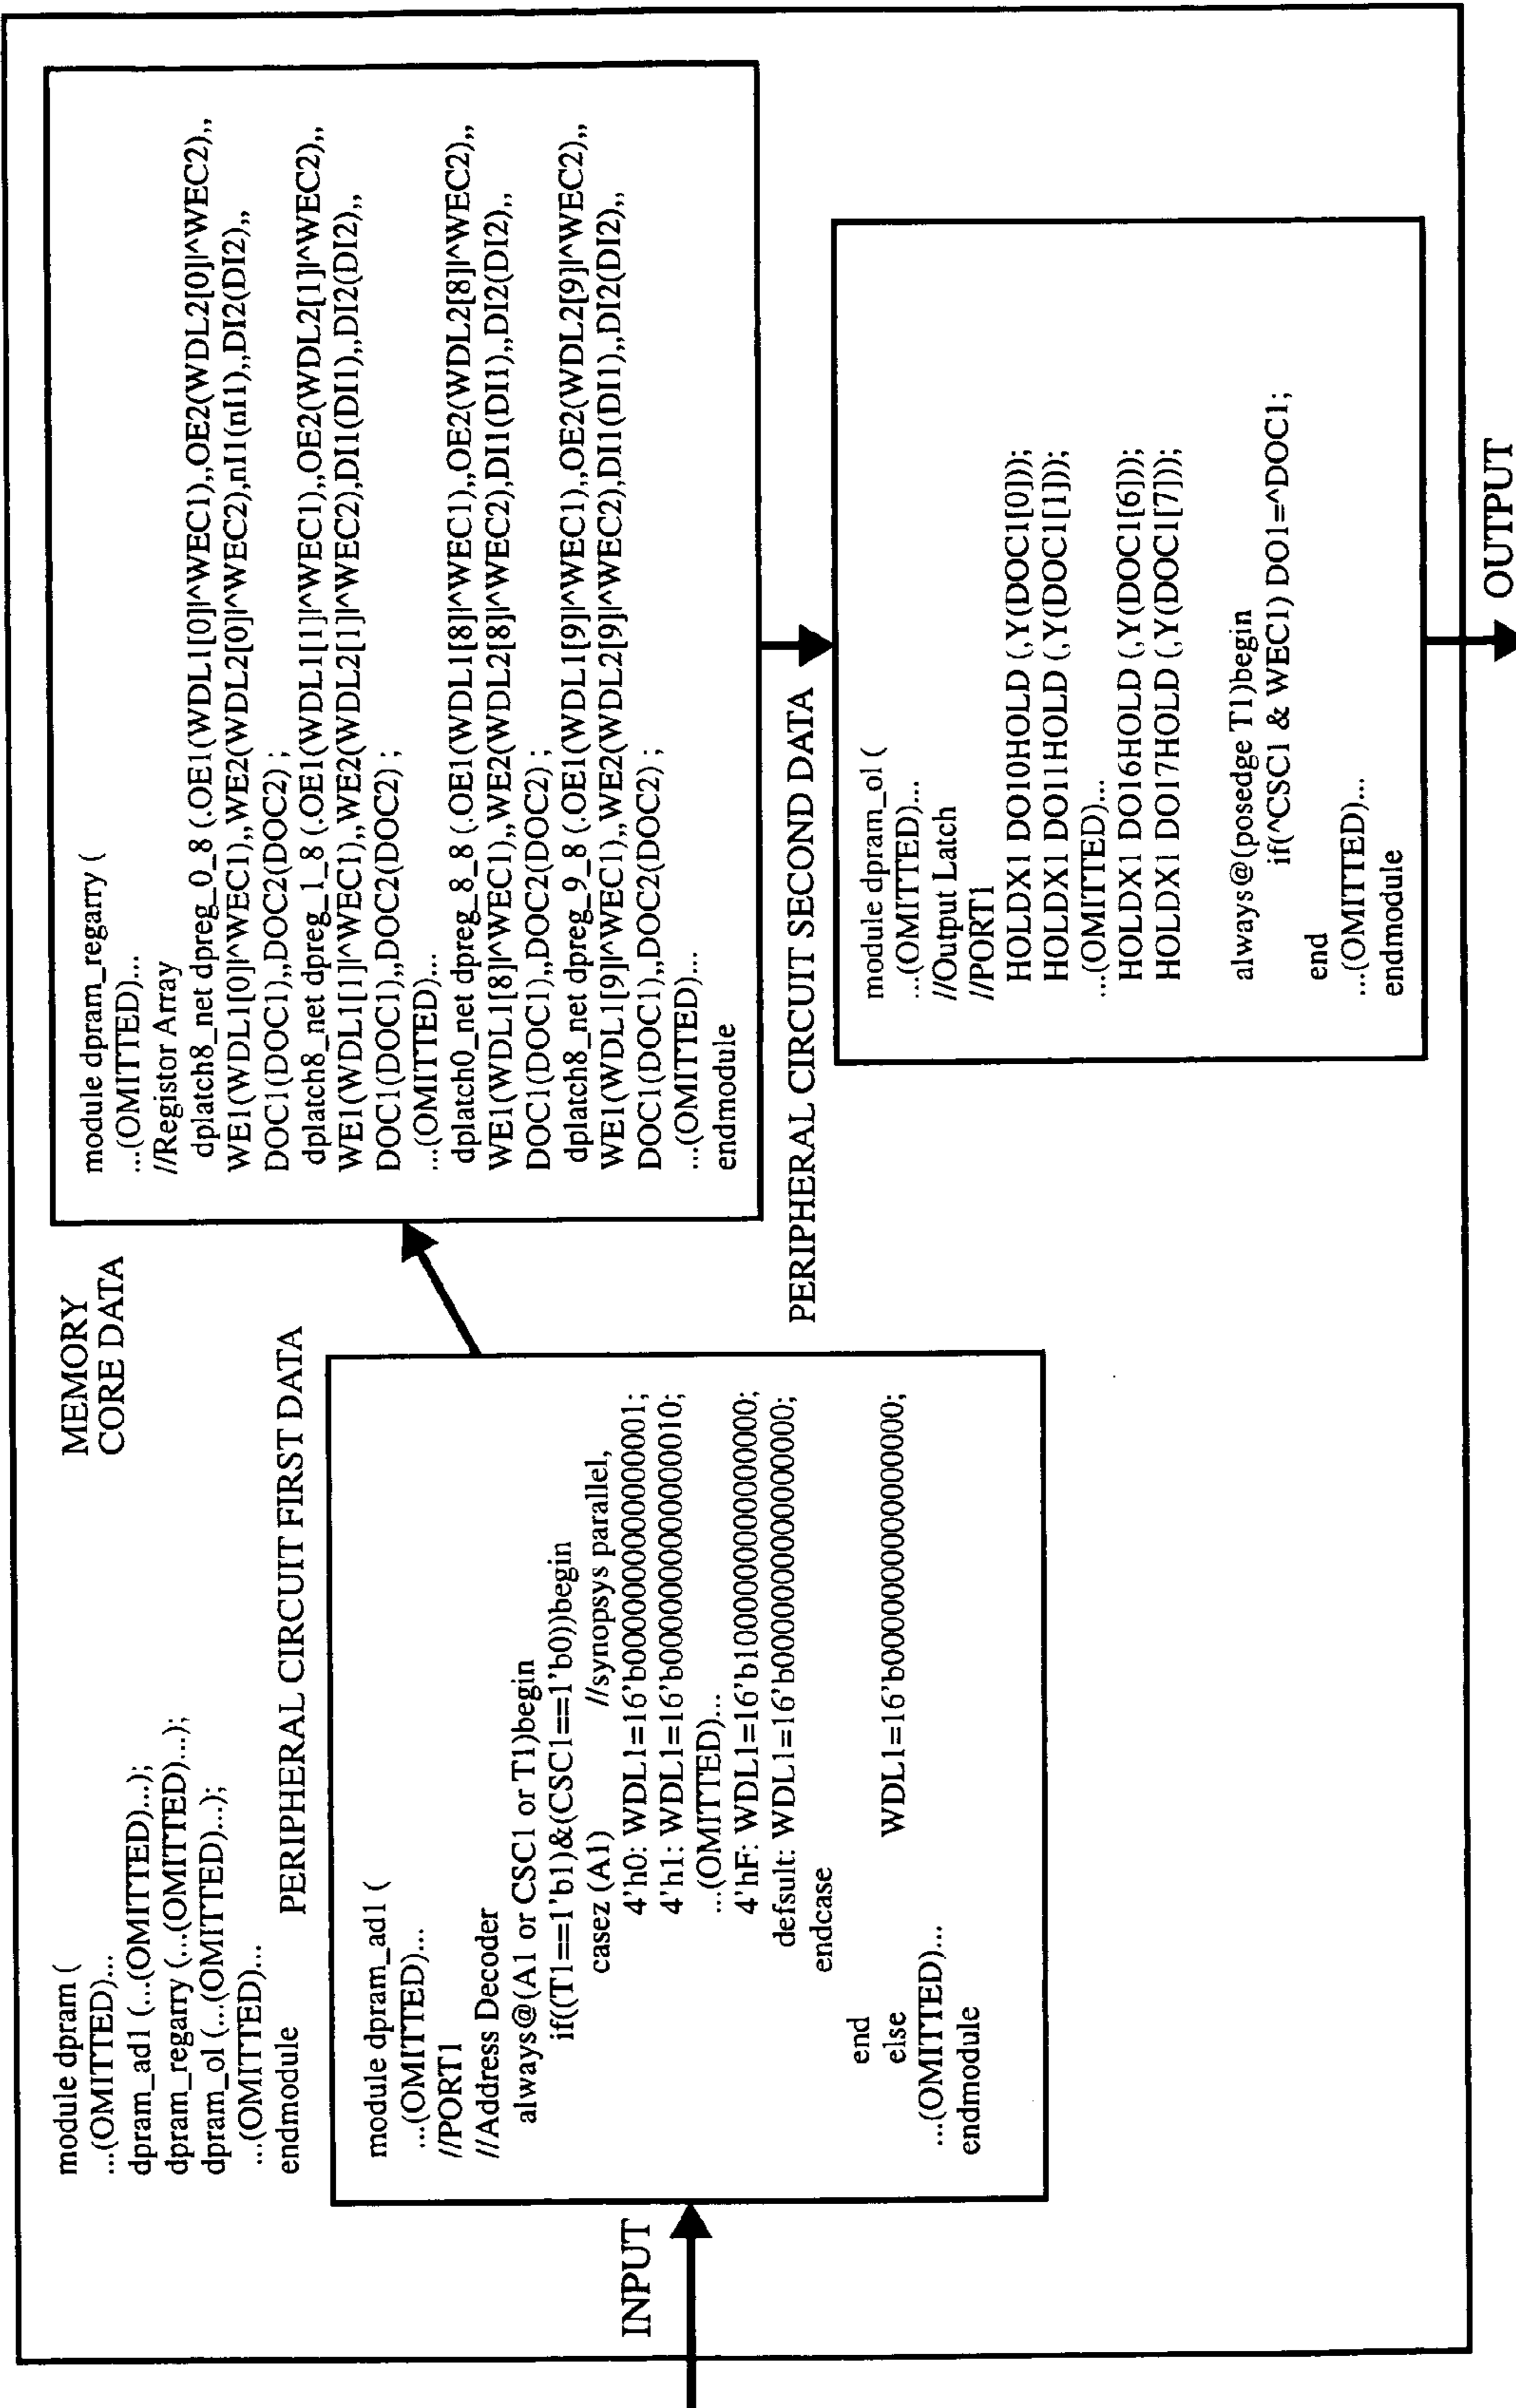 module dpram (
...(OMITTED)...
dpram_ad1 (...(OMITTED)...);
dpram_regarry (...(OMITTED)...);
dpram_ol (...(OMITTED)...);
...(OMITTED)...
endmodule
PERIPHERAL CIRCUIT FIRST DATA
INPUT
module dpram_ad1 (
...(OMITTED)...
//PORT1
//Address Decoder
always@(A1 or CSC1 or T1)begin
if((T1==1'b1)&(CSC1==1'b0))begin
casez (A1) //synopsys parallel,
4'h0: WDL1=16'b0000000000000001;
4'h1: WDL1=16'b0000000000000010;
...(OMITTED)...
4'hF: WDL1=16'b1000000000000000;
defsult: WDL1=16'b0000000000000000;
endcase
end
else WDL1=16'b0000000000000000;
...(OMITTED)...
endmodule
MEMORY
CORE DATA
module dpram_regarry (
...(OMITTED)...
//Registor Array
dplatch8_net dpreg_0_8 (.OE1(WDL1[0]|^WEC1),,OE2(WDL2[0]|^WEC2),,
WE1(WDL1[0]|^WEC1),,WE2(WDL2[0]|^WEC2),nI1(nI1),,DI2(DI2),,
DOC1(DOC1),,DOC2(DOC2) ;
dplatch8_net dpreg_1_8 (.OE1(WDL1[1]|^WEC1),,OE2(WDL2[1]|^WEC2),,
WE1(WDL1[1]|^WEC1),,WE2(WDL2[1]|^WEC2),DI1(DI1),,DI2(DI2),,
DOC1(DOC1),,DOC2(DOC2) ;
...(OMITTED)...
dplatch0_net dpreg_8_8 (.OE1(WDL1[8]|^WEC1),,OE2(WDL2[8]|^WEC2),,
WE1(WDL1[8]|^WEC1),,WE2(WDL2[8]|^WEC2),DI1(DI1),,DI2(DI2),,
DOC1(DOC1),,DOC2(DOC2) ;
dplatch8_net dpreg_9_8 (.OE1(WDL1[9]|^WEC1),,OE2(WDL2[9]|^WEC2),,
WE1(WDL1[9]|^WEC1),,WE2(WDL2[9]|^WEC2),DI1(DI1),,DI2(DI2),,
DOC1(DOC1),,DOC2(DOC2) ;
...(OMITTED)...
endmodule
PERIPHERAL CIRCUIT SECOND DATA
module dpram_ol (
...(OMITTED)...
//Output Latch
//PORT1
HOLDX1 DO10HOLD (,Y(DOC1[0]));
HOLDX1 DO11HOLD (,Y(DOC1[1]));
...(OMITTED)...
HOLDX1 DO16HOLD (,Y(DOC1[6]));
HOLDX1 DO17HOLD (,Y(DOC1[7]));
always@(posedge T1)begin
if(^CSC1 & WEC1) DO1=^DOC1;
end
...(OMITTED)...
endmodule
OUTPUT